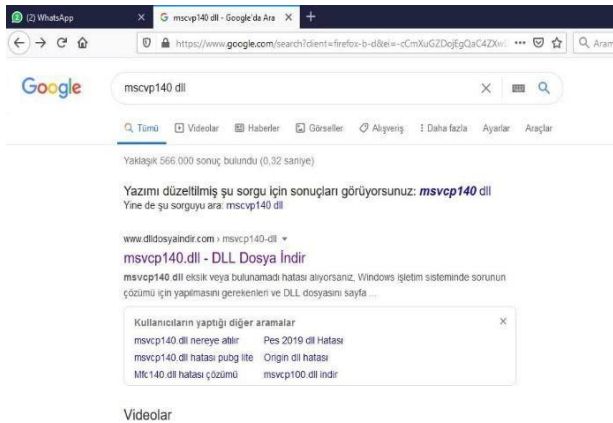 (2) WhatsApp
mscvp140 dll - Google'da Ara
https://www.google.com/search?client=firefox-b-d&ei=-cCmXuGZDojEgQaC4ZXw
Aram
Google
mscvp140 dll
Tümü Videolar Haberler Görseller Alışveriş Daha fazla Ayarlar Araçlar
Yaklaşık 566.000 sonuç bulundu (0,32 saniye)
Yazımı düzeltilmiş şu sorgu için sonuçları görüyorsunuz: msvcp140 dll
Yine de şu sorguyu ara: mscvp140 dll
www.dlldosyaindir.com › msvcp140-dll
msvcp140.dll - DLL Dosya İndir
msvcp140.dll eksik veya bulunamadı hatası alıyorsanız, Windows işletim sisteminde sorunun
çözümü için yapılması gerekenleri ve DLL dosyasını sayfa ...
Kullanıcıların yaptığı diğer aramalar
msvcp140.dll nereye atılır Pes 2019 dll Hatası
msvcp140.dll hatası pubg lite Origin dll hatası
Mfc140.dll hatası çözümü msvcp100.dll indir
Videolar